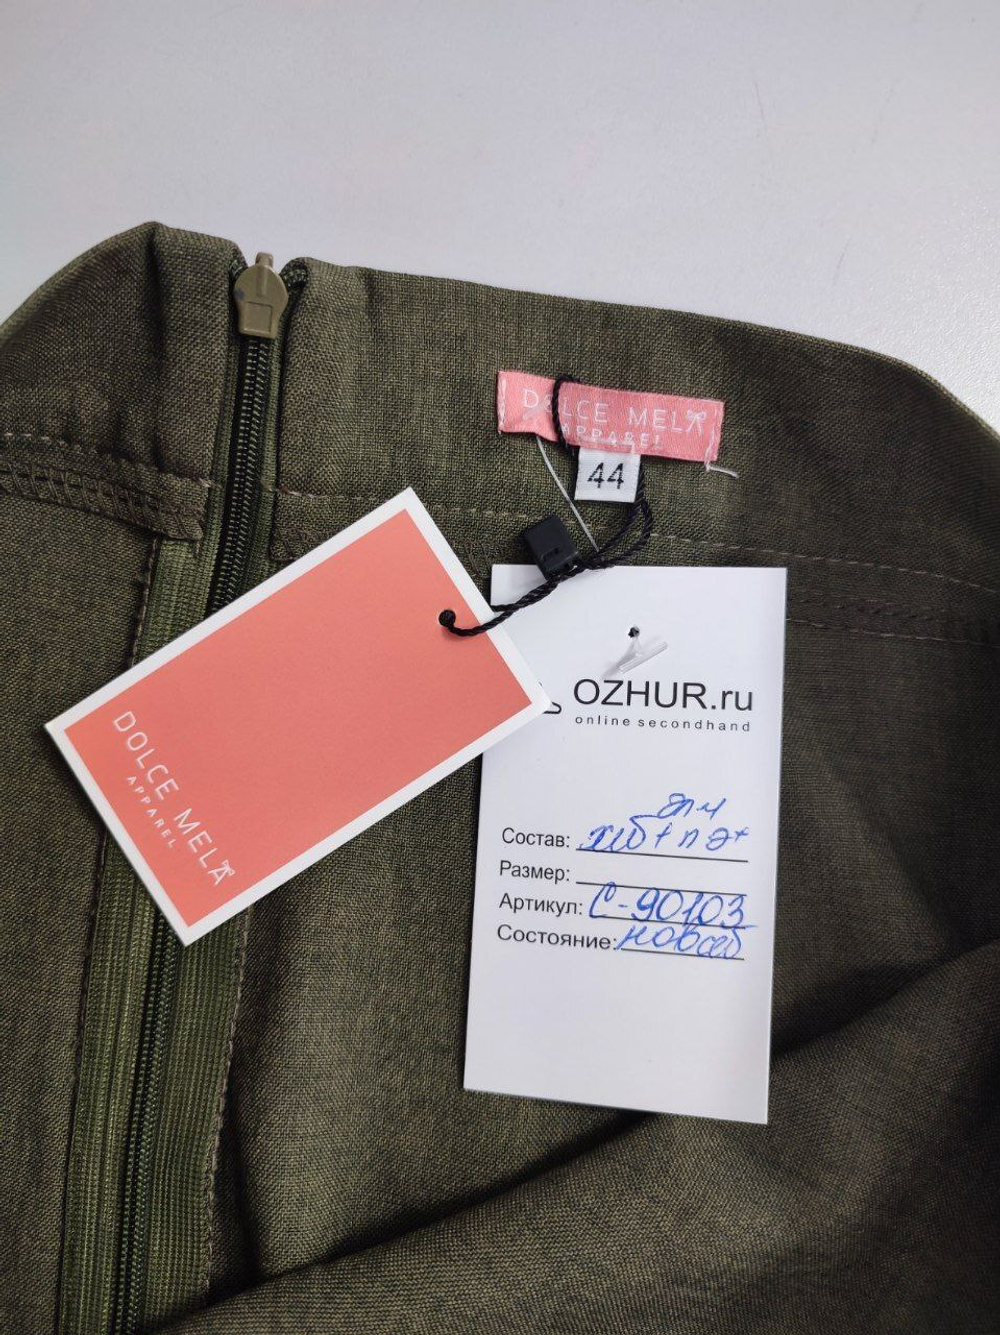 DOLCE MELA
APPAREL
44
DOLCE MELA
APPAREL
OZHUR.ru
online secondhand
Состав: х/б + п э +
Размер:
Артикул: С-90103
Состояние: